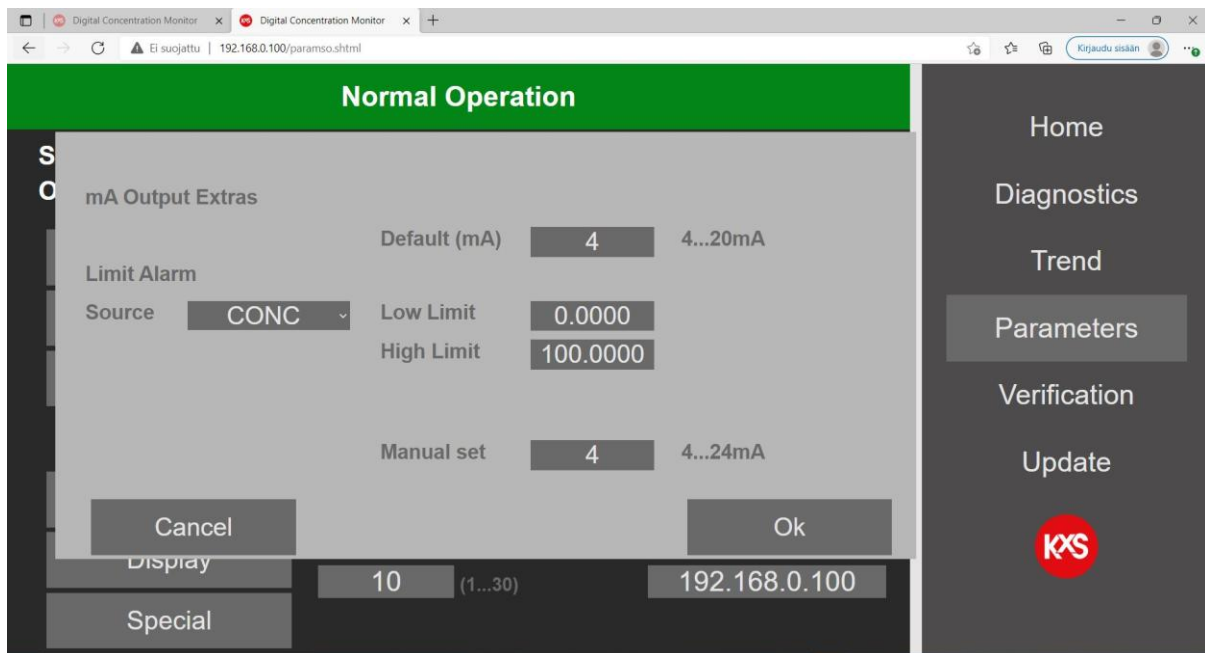 Digital Concentration Monitor
Digital Concentration Monitor
Ei suojattu | 192.168.0.100/paramso.shtml
Kirjaudu sisään
Normal Operation
S
O
mA Output Extras
Default (mA) 4 4...20mA
Limit Alarm
Source CONC Low Limit 0.0000
High Limit 100.0000
Manual set 4 4...24mA
Cancel Ok
Display
10 (1...30) 192.168.0.100
Special
Home
Diagnostics
Trend
Parameters
Verification
Update
KXS